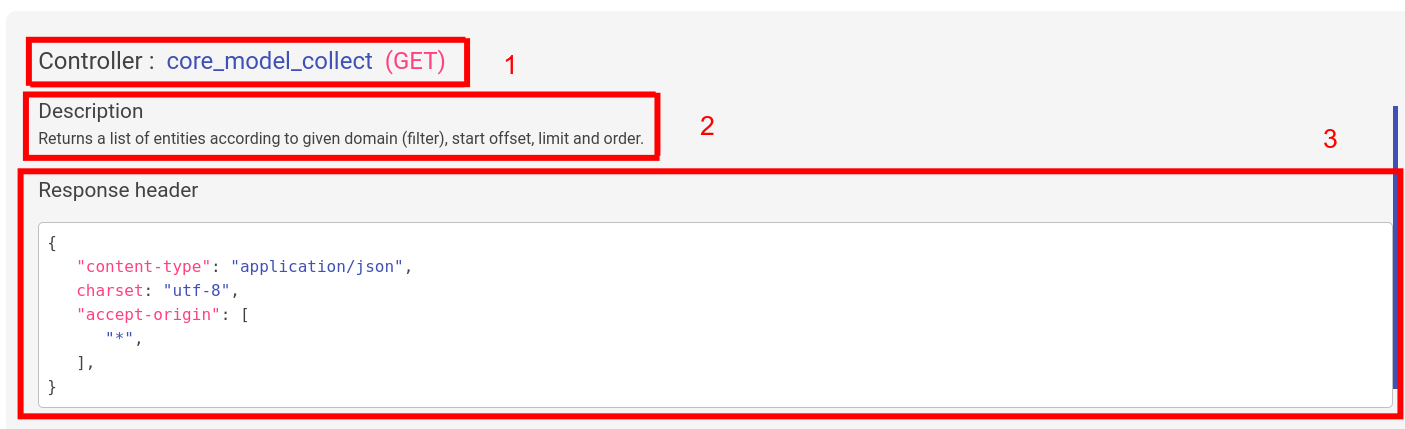 Controller : core_model_collect (GET)
1
Description
Returns a list of entities according to given domain (filter), start offset, limit and order.
2
3
Response header
{
   "content-type": "application/json",
   charset: "utf-8",
   "accept-origin": [
      "*",
   ],
}